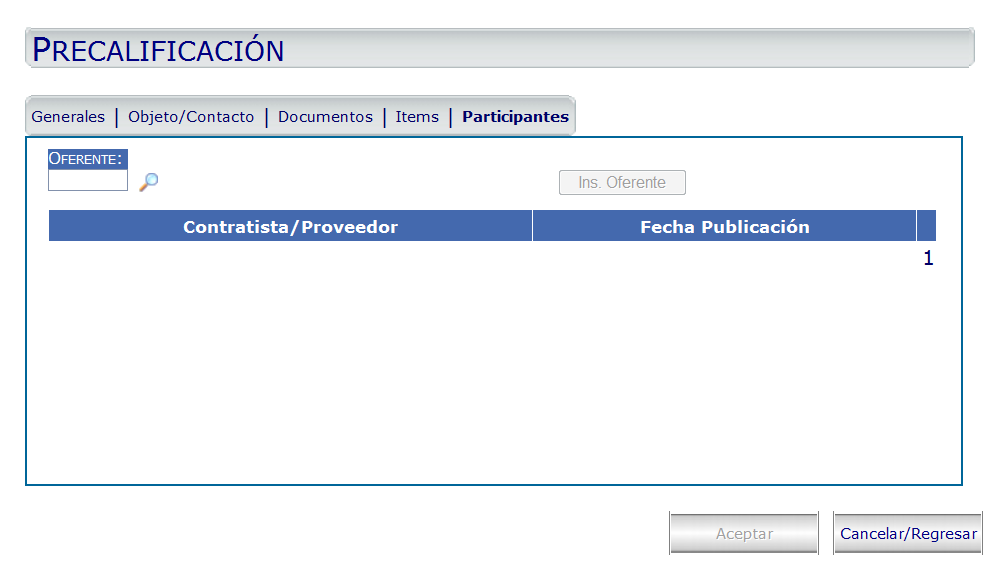 PRECALIFICACIÓN
Generales | Objeto/Contacto | Documentos | Items | Participantes
OFERENTE:
Ins. Oferente
Contratista/Proveedor Fecha Publicación
1
Aceptar Cancelar/Regresar